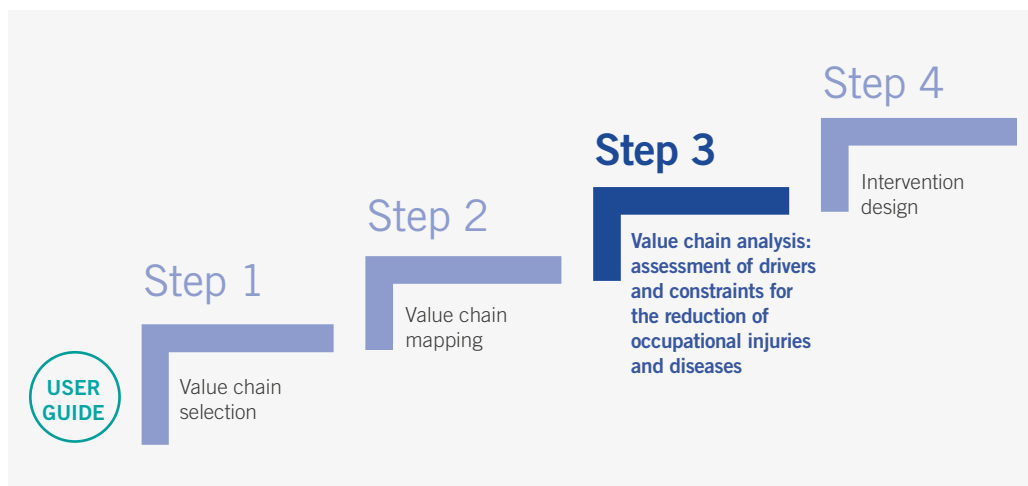 USER
GUIDE
Step 1
Value chain
selection
Step 2
Value chain
mapping
Step 3
Value chain analysis:
assessment of drivers
and constraints for
the reduction of
occupational injuries
and diseases
Step 4
Intervention
design